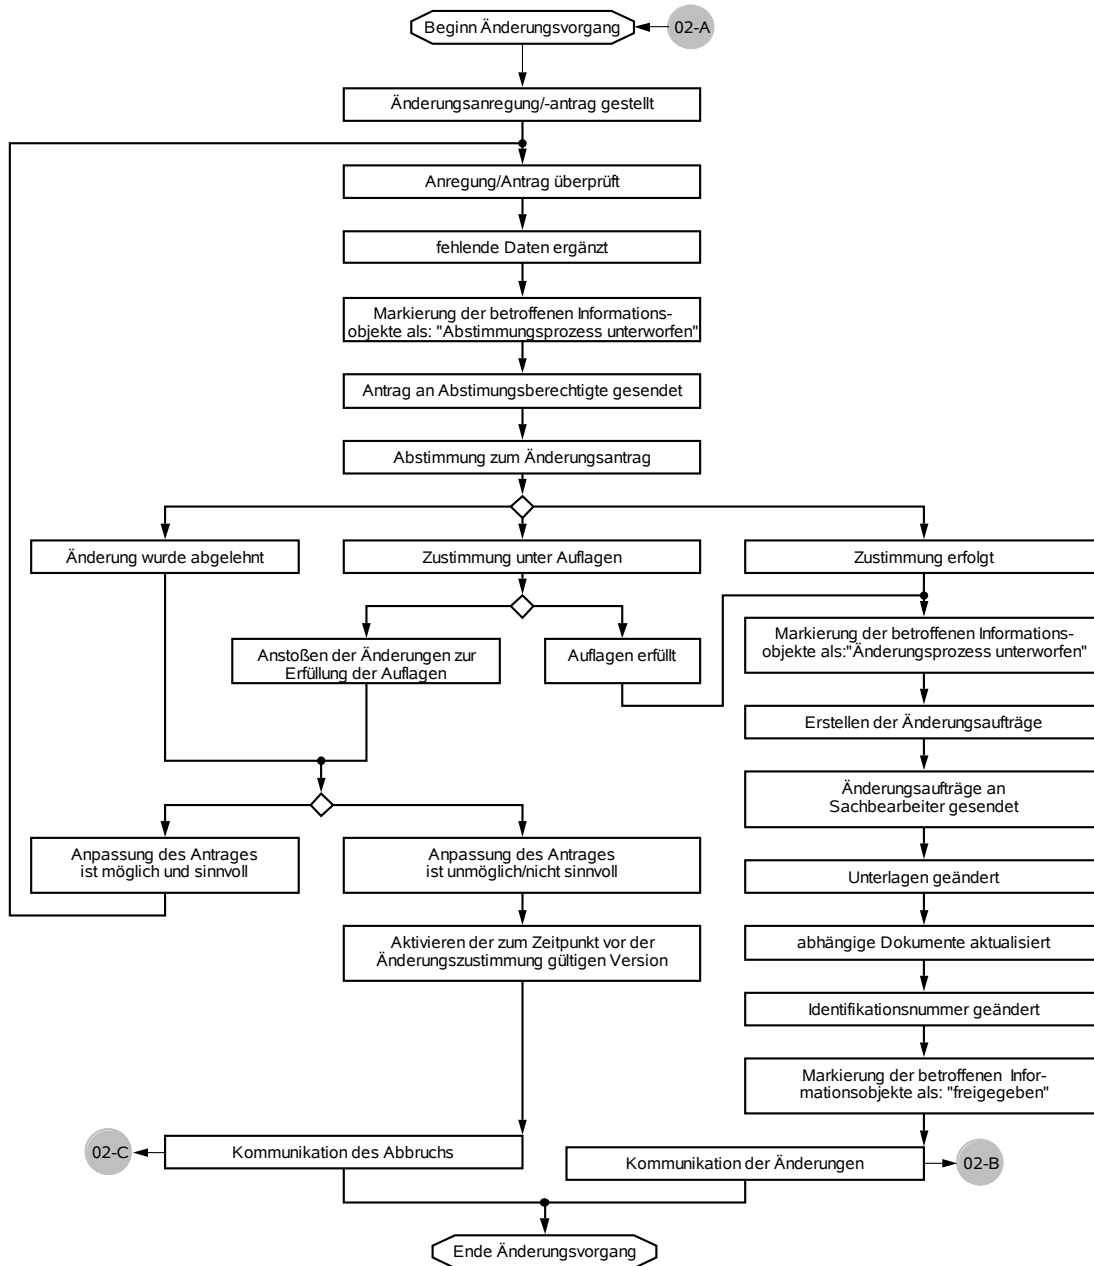 Beginn Änderungsvorgang
02-A
Änderungsanregung/-antrag gestellt
Anregung/Antrag überprüft
fehlende Daten ergänzt
Markierung der betroffenen Informations-
objekte als: "Abstimmungsprozess unterworfen"
Antrag an Abstimungsberechtigte gesendet
Abstimmung zum Änderungsantrag
Änderung wurde abgelehnt
Zustimmung unter Auflagen
Zustimmung erfolgt
Anstoßen der Änderungen zur
Erfüllung der Auflagen
Auflagen erfüllt
Markierung der betroffenen Informations-
objekte als:"Änderungsprozess unterworfen"
Erstellen der Änderungsaufträge
Änderungsaufträge an
Sachbearbeiter gesendet
Anpassung des Antrages
ist möglich und sinnvoll
Anpassung des Antrages
ist unmöglich/nicht sinnvoll
Unterlagen geändert
Aktivieren der zum Zeitpunkt vor der
Änderungszustimmung gültigen Version
abhängige Dokumente aktualisiert
Identifikationsnummer geändert
Markierung der betroffenen Infor-
mationsobjekte als: "freigegeben"
02-C
Kommunikation des Abbruchs
Kommunikation der Änderungen
02-B
Ende Änderungsvorgang